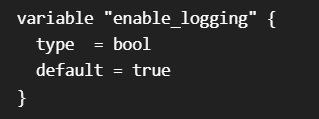 variable "enable_logging" {
  type  = bool
  default = true
}